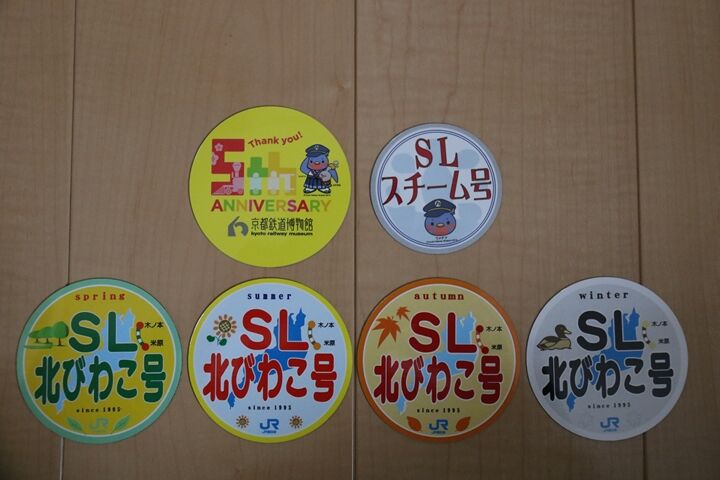 Thank you!
5th
ANNIVERSARY
京都鉄道博物館
kyoto railway museum
SL
スチーム号
spring
SL
木ノ本
米原
北びわこ号
since 1995
JR
summer
SL
木ノ本
米原
北びわこ号
since 1995
JR
autumn
SL
木ノ本
米原
北びわこ号
since 1995
JR
winter
SL
木ノ本
米原
北びわこ号
since 1995
JR